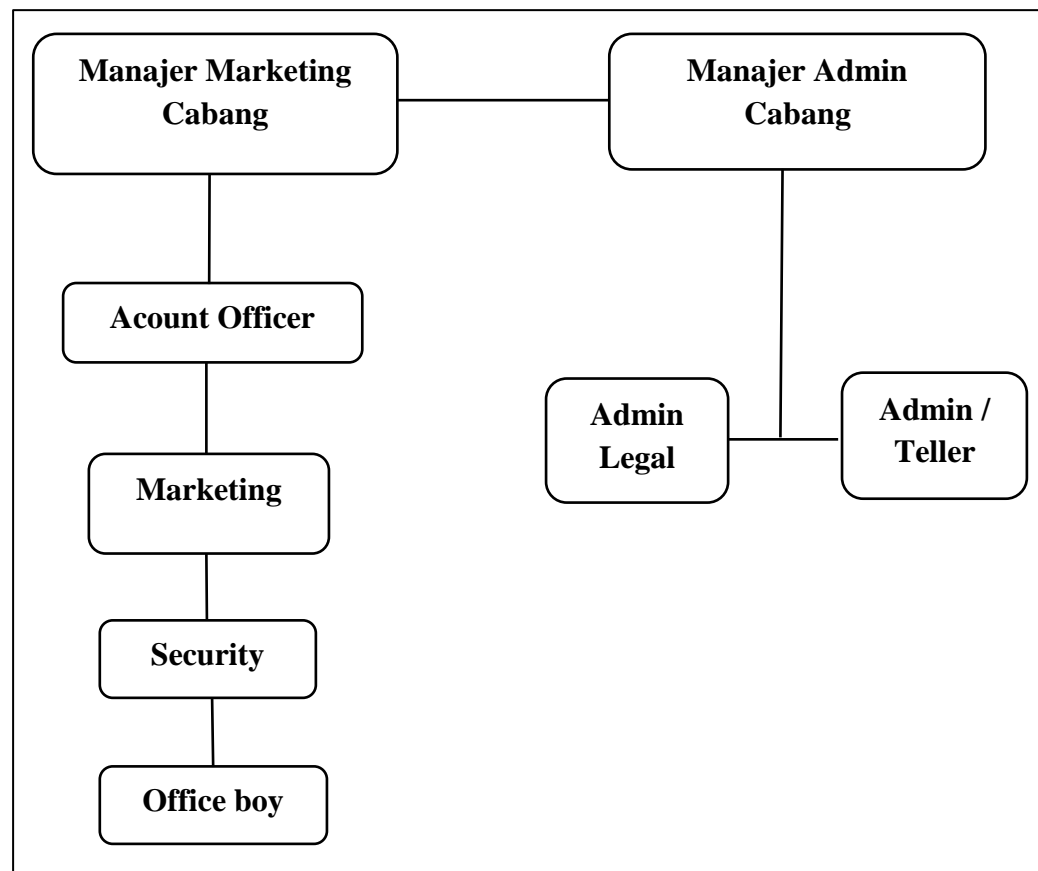 Manajer Marketing
Cabang
Manajer Admin
Cabang
Acount Officer
Admin
Legal
Admin /
Teller
Marketing
Security
Office boy